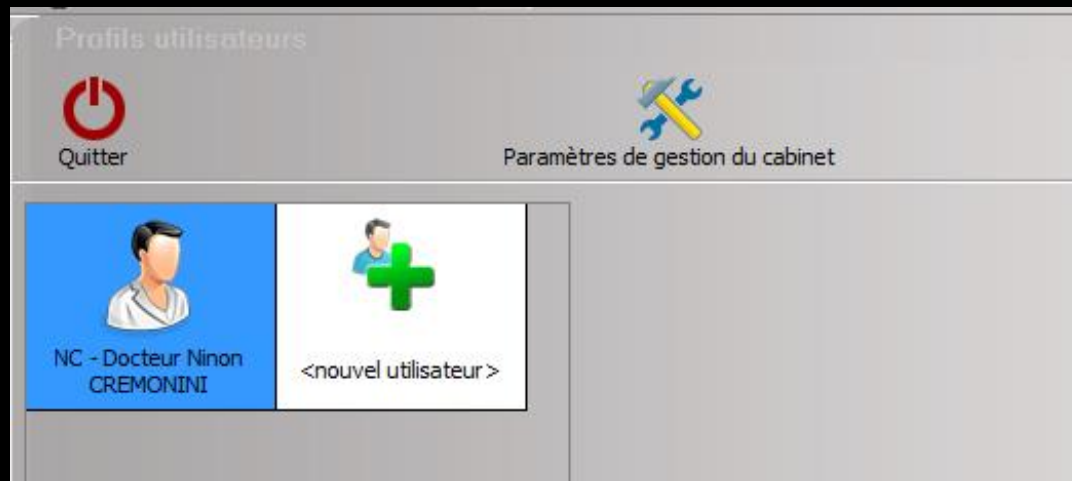 Profils utilisateurs
Quitter
Paramètres de gestion du cabinet
NC - Docteur Ninon
CREMONINI
<nouvel utilisateur>